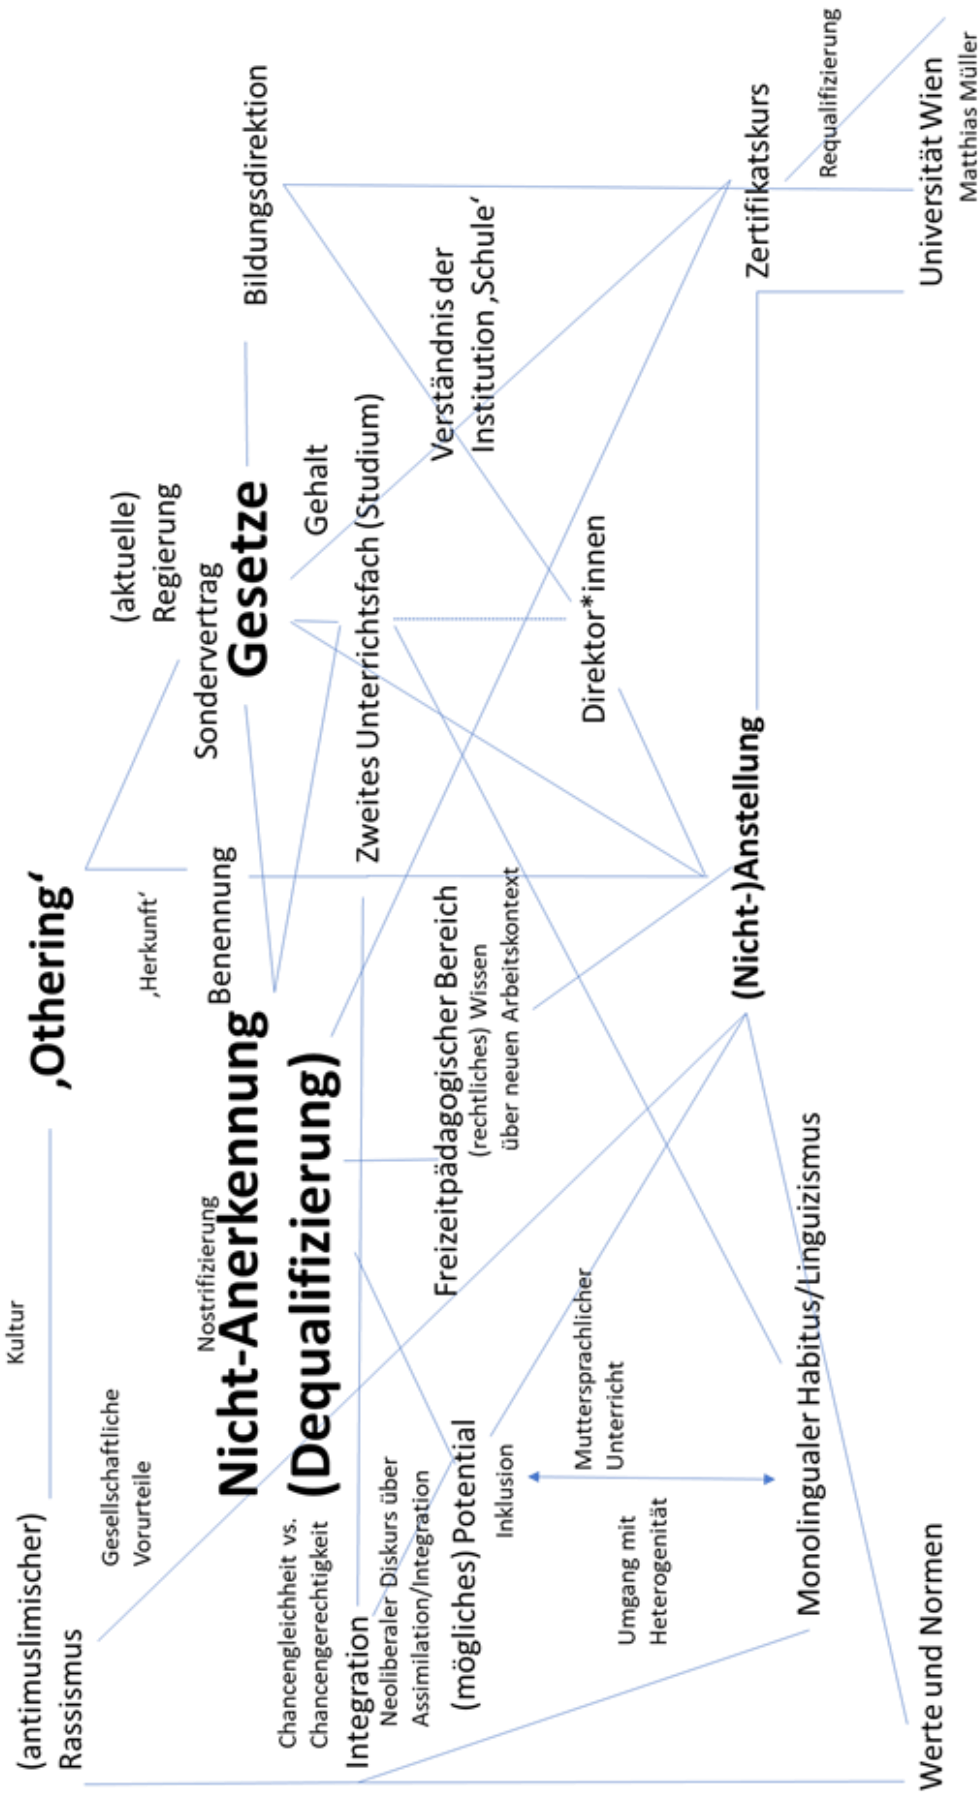 (antimuslimischer)
Rassismus
Kultur
‚Othering‘
Gesellschaftliche
Vorurteile
‚Herkunft‘
(aktuelle)
Regierung
Nostrifizierung
Nicht-Anerkennung
(Dequalifizierung)
Benennung
Sondervertrag
Gesetze
Bildungsdirektion
Gehalt
Chancengleichheit vs.
Chancengerechtigkeit
Integration
Neoliberaler Diskurs über
Assimilation/Integration
Zweites Unterrichtsfach (Studium)
(mögliches) Potential
Inklusion
Freizeitpädagogischer Bereich
(rechtliches) Wissen
über neuen Arbeitskontext
Verständnis der
Institution ‚Schule‘
Muttersprachlicher
Unterricht
Umgang mit
Heterogenität
Direktor*innen
(Nicht-)Anstellung
Zertifikatskurs
Monolingualer Habitus/Linguizismus
Requalifizierung
Werte und Normen
Universität Wien
Matthias Müller